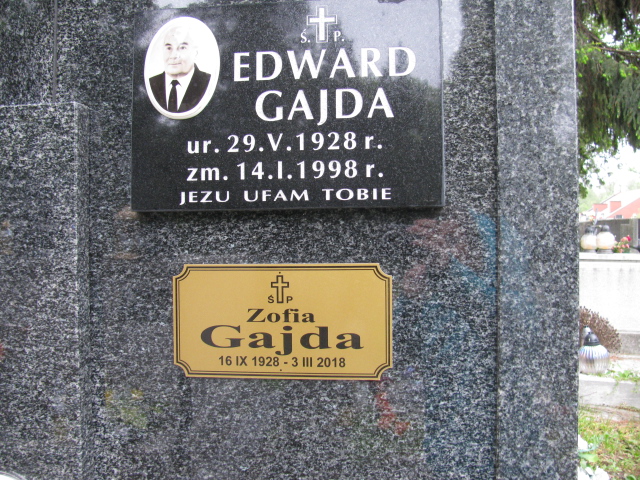 Ś. P.
EDWARD
GAJDA
ur. 29.V.1928 r.
zm. 14.I.1998 r.
JEZU UFAM TOBIE
Ś P
Zofia
Gajda
16 IX 1928 - 3 III 2018